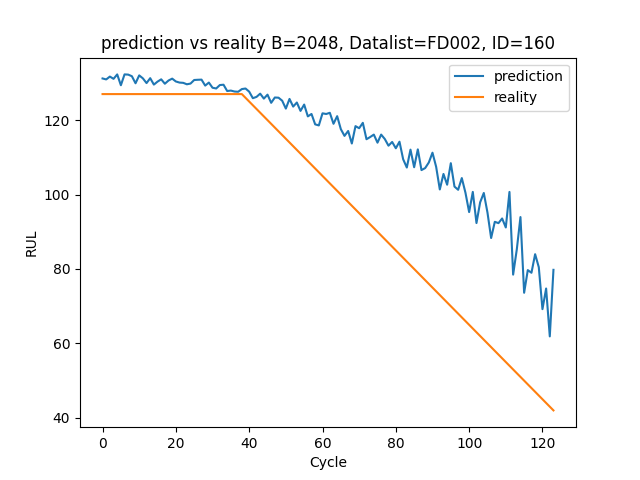 prediction vs reality B=2048, Datalist=FD002, ID=160
prediction
reality
120
100
80
60
40
RUL
0 20 40 60 80 100 120
Cycle